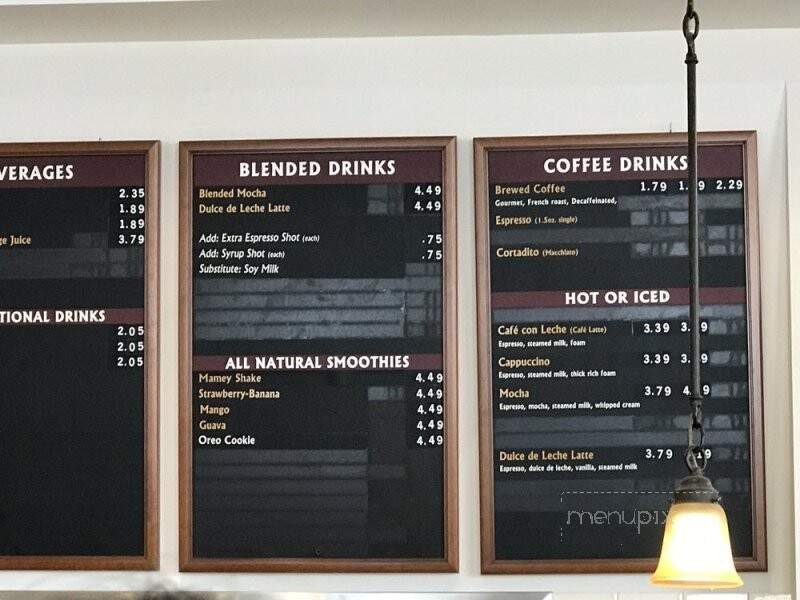 VERAGES
2.35
1.89
1.89
ge Juice 3.79
TIONAL DRINKS
2.05
2.05
2.05
BLENDED DRINKS
Blended Mocha 4.49
Dulce de Leche Latte 4.49
Add: Extra Espresso Shot (each) .75
Add: Syrup Shot (each) .75
Substitute: Soy Milk
ALL NATURAL SMOOTHIES
Mamey Shake 4.49
Strawberry-Banana 4.49
Mango 4.49
Guava 4.49
Oreo Cookie 4.49
COFFEE DRINKS
Brewed Coffee 1.79 2.29
Gourmet, French roast, Decaffeinated,
Espresso (1.5oz. single)
Cortadito (Macchiato)
HOT OR ICED
Café con Leche (Café Latte) 3.39
Espresso, steamed milk, foam
Cappuccino 3.39
Espresso, steamed milk, thick rich foam
Mocha 3.79
Espresso, mocha, steamed milk, whipped cream
Dulce de Leche Latte 3.79
Espresso, dulce de leche, vanilla, steamed milk
menupix